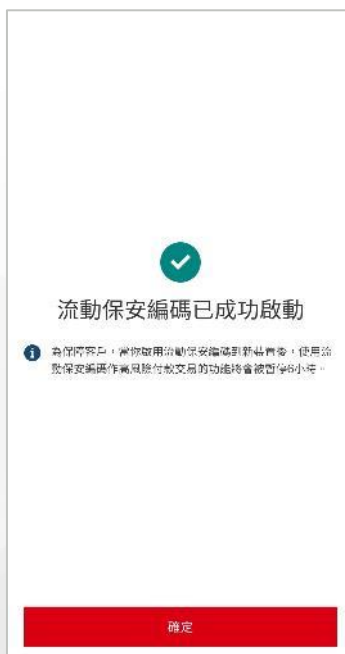 流動保安編碼已成功啟動
為保障客戶，當你啟用流動保安編碼到新裝置後，使用流
動保安編碼作高風險付款交易的功能將會被暫停6小時。
確定